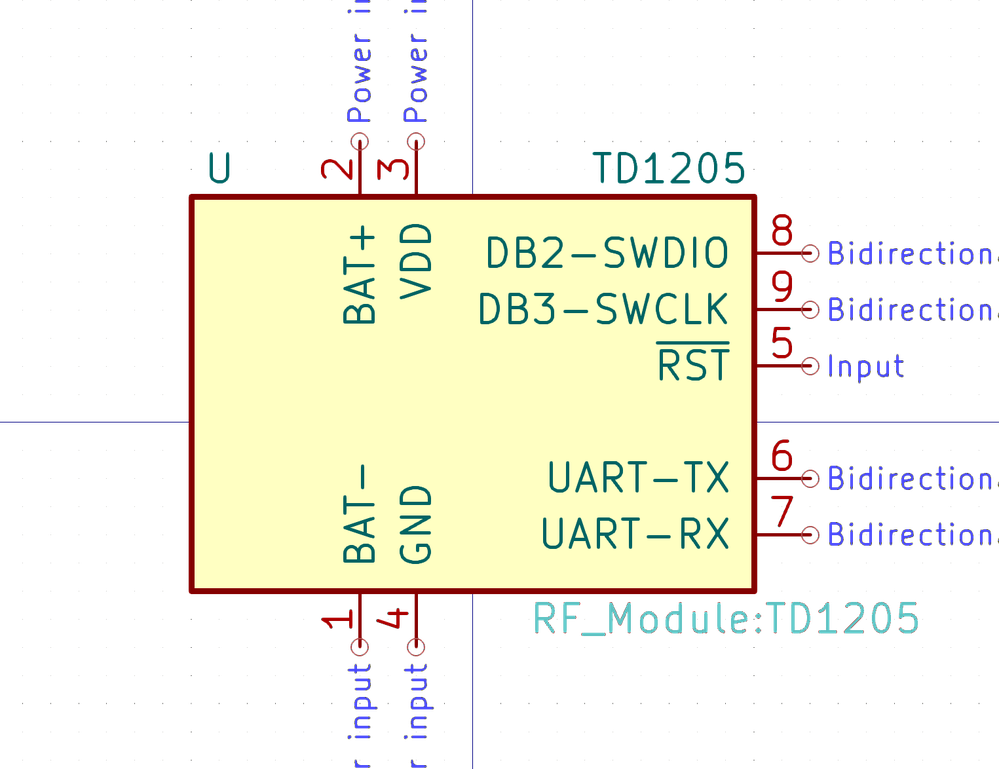 Power i
Power i
U
TD1205
2
3
BAT+
VDD
DB2-SWDIO
8
Bidirectiona
DB3-SWCLK
9
Bidirectiona
RST
5
Input
BAT-
GND
UART-TX
6
Bidirectiona
UART-RX
7
Bidirectiona
1
4
RF_Module:TD1205
r input
r input